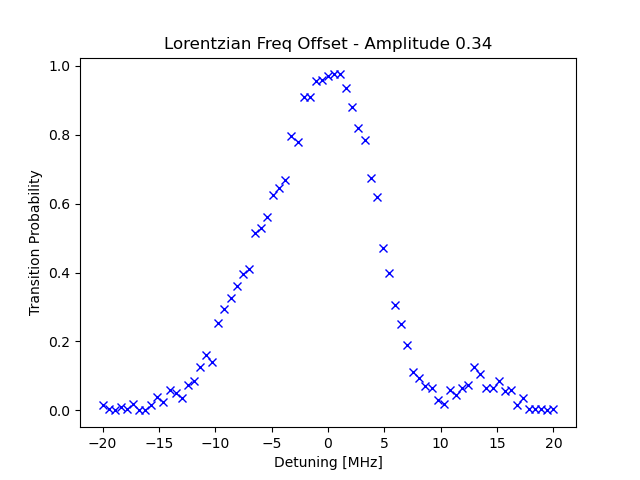 Lorentzian Freq Offset - Amplitude 0.34
1.0
0.8
0.6
0.4
0.2
0.0
Transition Probability
−20 −15 −10 −5 0 5 10 15 20
Detuning [MHz]